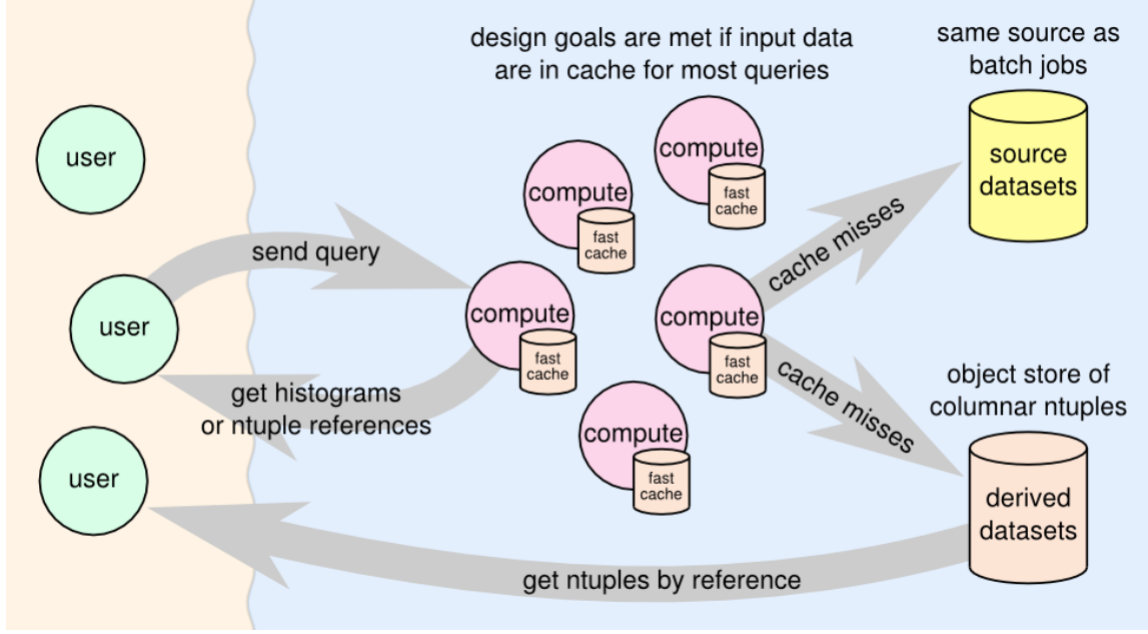 design goals are met if input data
are in cache for most queries
same source as
batch jobs
user
compute
fast
cache
compute
fast
cache
source
datasets
send query
cache misses
user
compute
fast
cache
compute
fast
cache
get histograms
or ntuple references
cache misses
object store of
columnar ntuples
compute
fast
cache
user
derived
datasets
get ntuples by reference